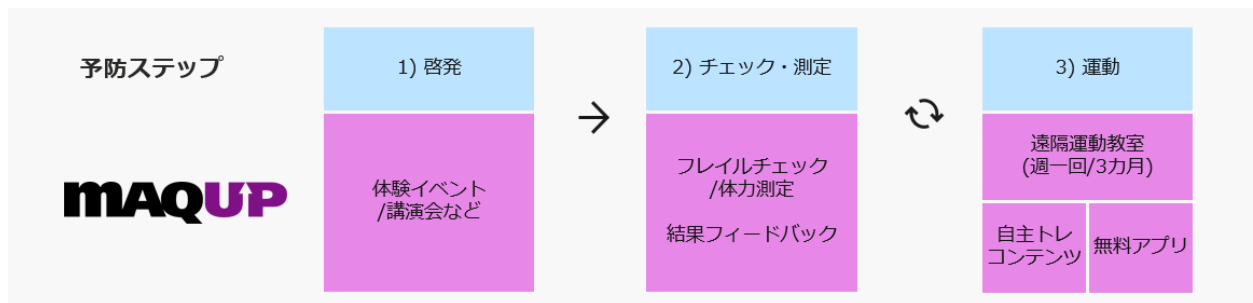 予防ステップ
1) 啓発
2) チェック・測定
3) 運動
MAQUP
体験イベント
/講演会など
フレイルチェック
/体力測定
結果フィードバック
遠隔運動教室
(週一回/3カ月)
自主トレ
コンテンツ
無料アプリ